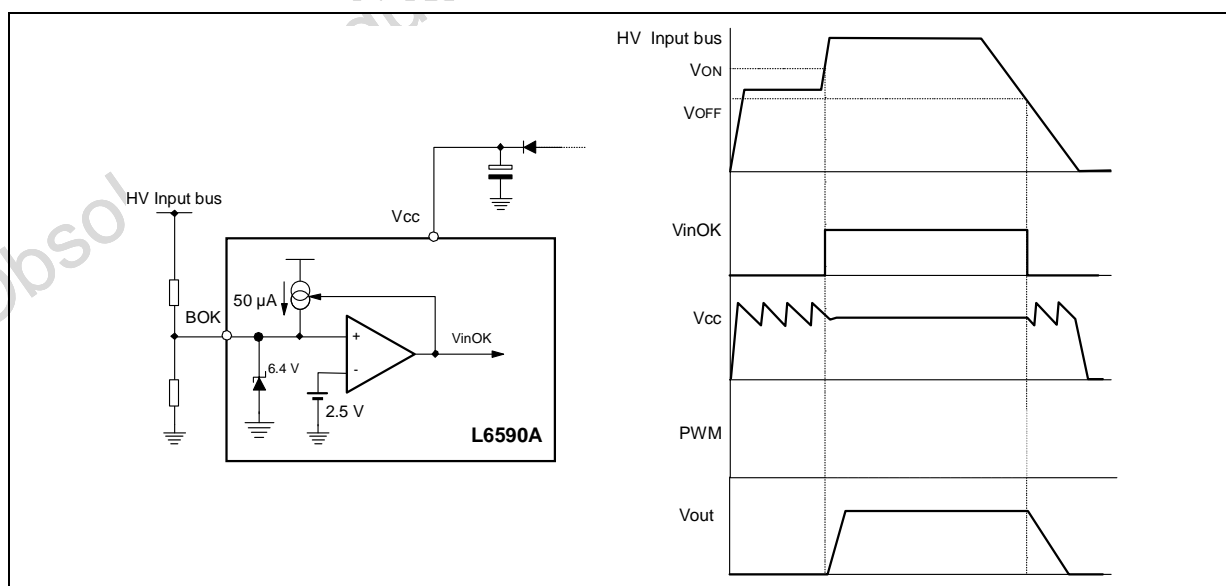 Obsol
HV Input bus
BOK
50 µA
6.4 V
+
-
2.5 V
Vcc
VinOK
L6590A
HV Input bus
VON
VOFF
VinOK
Vcc
PWM
Vout